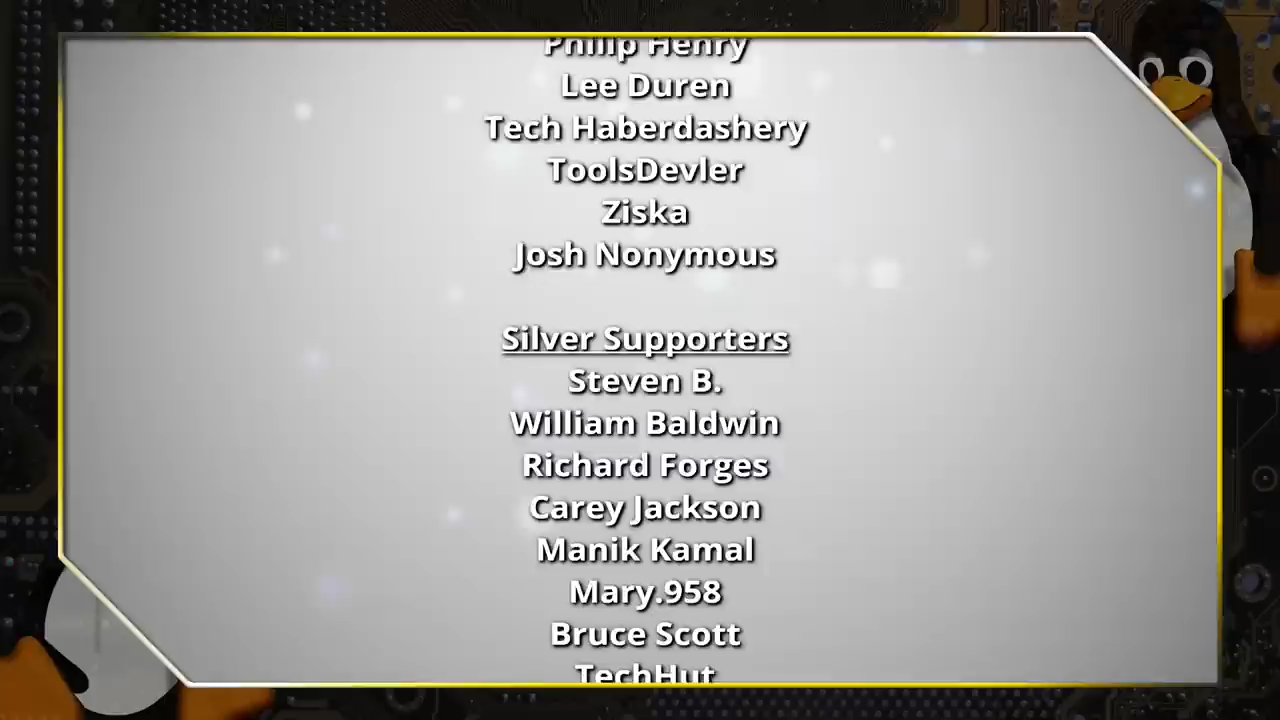 Philip Henry
Lee Duren
Tech Haberdashery
ToolsDevler
Ziska
Josh Nonymous
Silver Supporters
Steven B.
William Baldwin
Richard Forges
Carey Jackson
Manik Kamal
Mary.958
Bruce Scott
TechHut